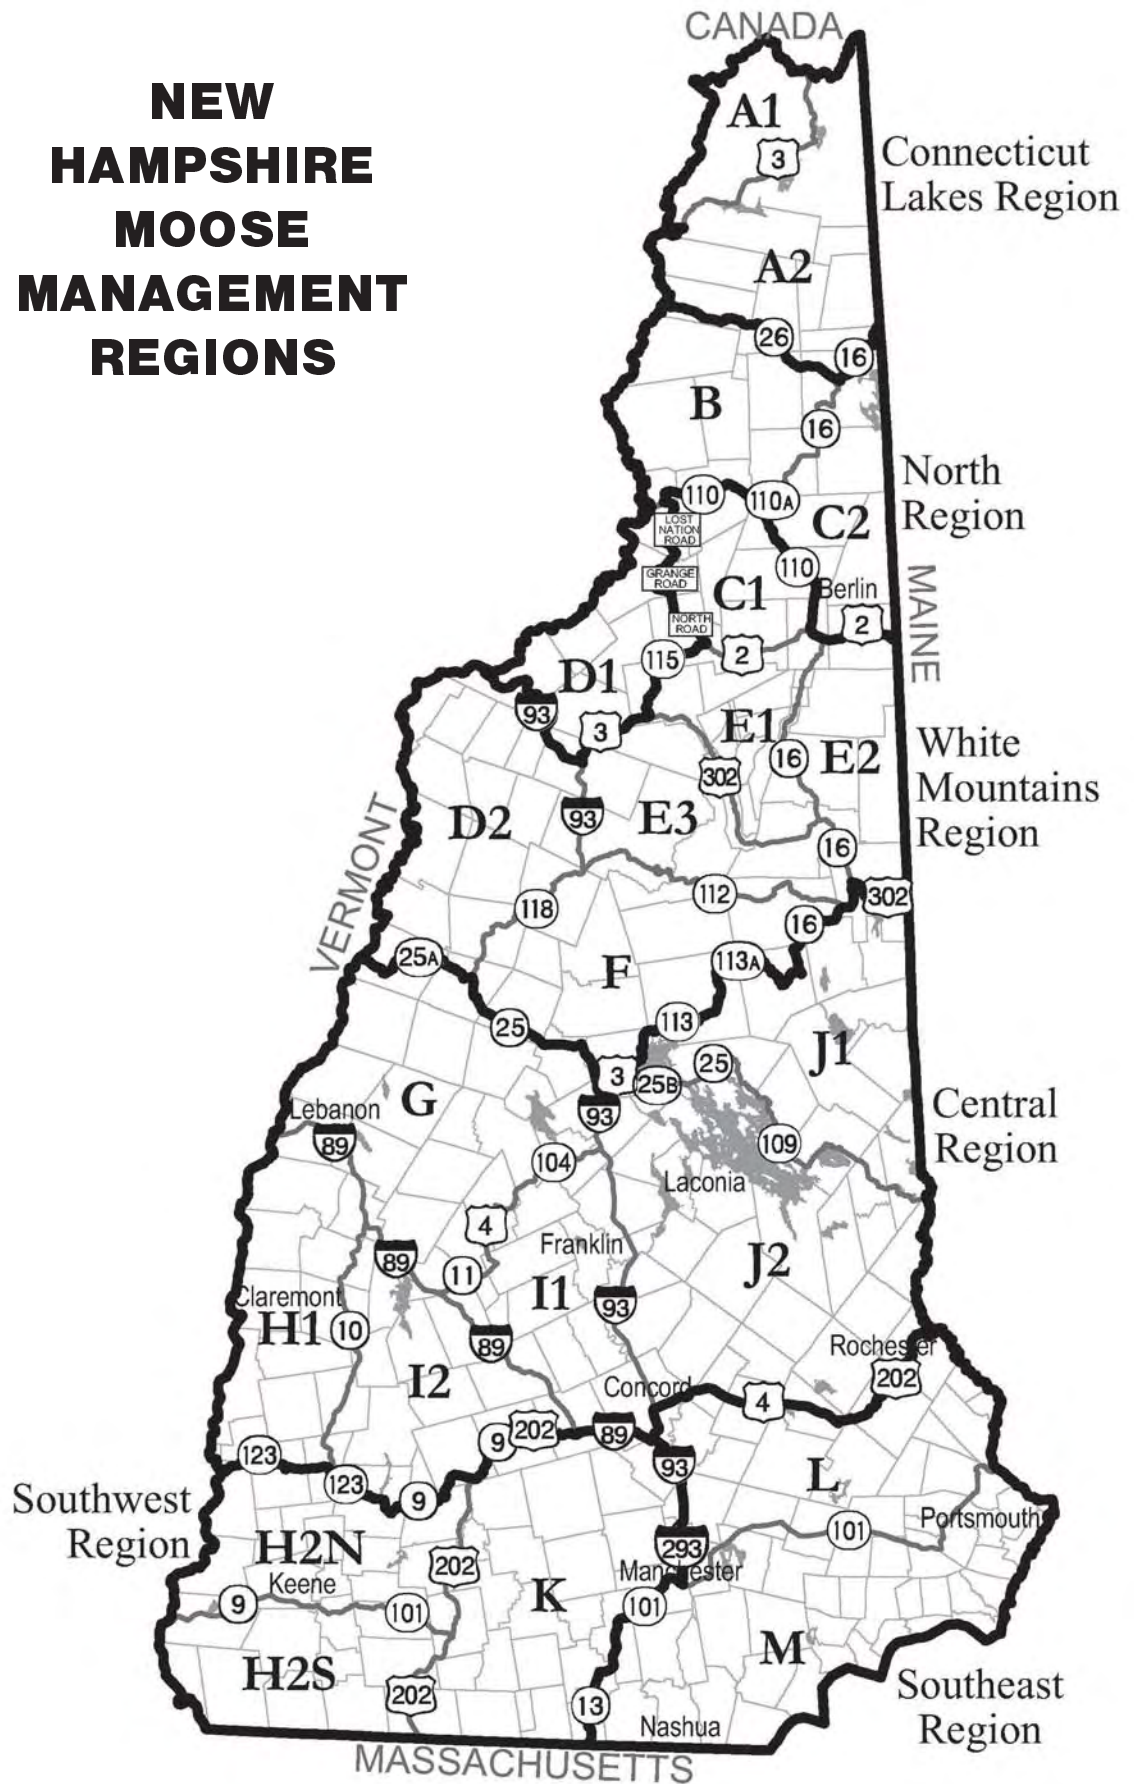 CANADA
NEW
HAMPSHIRE
MOOSE
MANAGEMENT
REGIONS
A1
3
Connecticut
Lakes Region
A2
26
16
B
16
North
Region
110
110A
C2
LOST
NATION
ROAD
110
GRANGE
ROAD
C1
Berlin
MAINE
NORTH
ROAD
2
115
2
D1
93
3
E1
16
E2
White
Mountains
Region
302
D2
93
E3
16
VERMONT
118
112
302
16
25A
F
113A
25
113
J1
3
25B
25
G
93
Lebanon
89
109
Central
Region
104
Laconia
4
Franklin
89
11
I1
93
J2
Claremont
H1
10
89
Rochester
I2
Concord
4
202
9
202
89
123
93
123
9
L
Southwest
Region
Portsmouth
H2N
202
293
101
Keene
Manchester
9
101
K
101
M
H2S
202
13
Southeast
Region
Nashua
MASSACHUSETTS